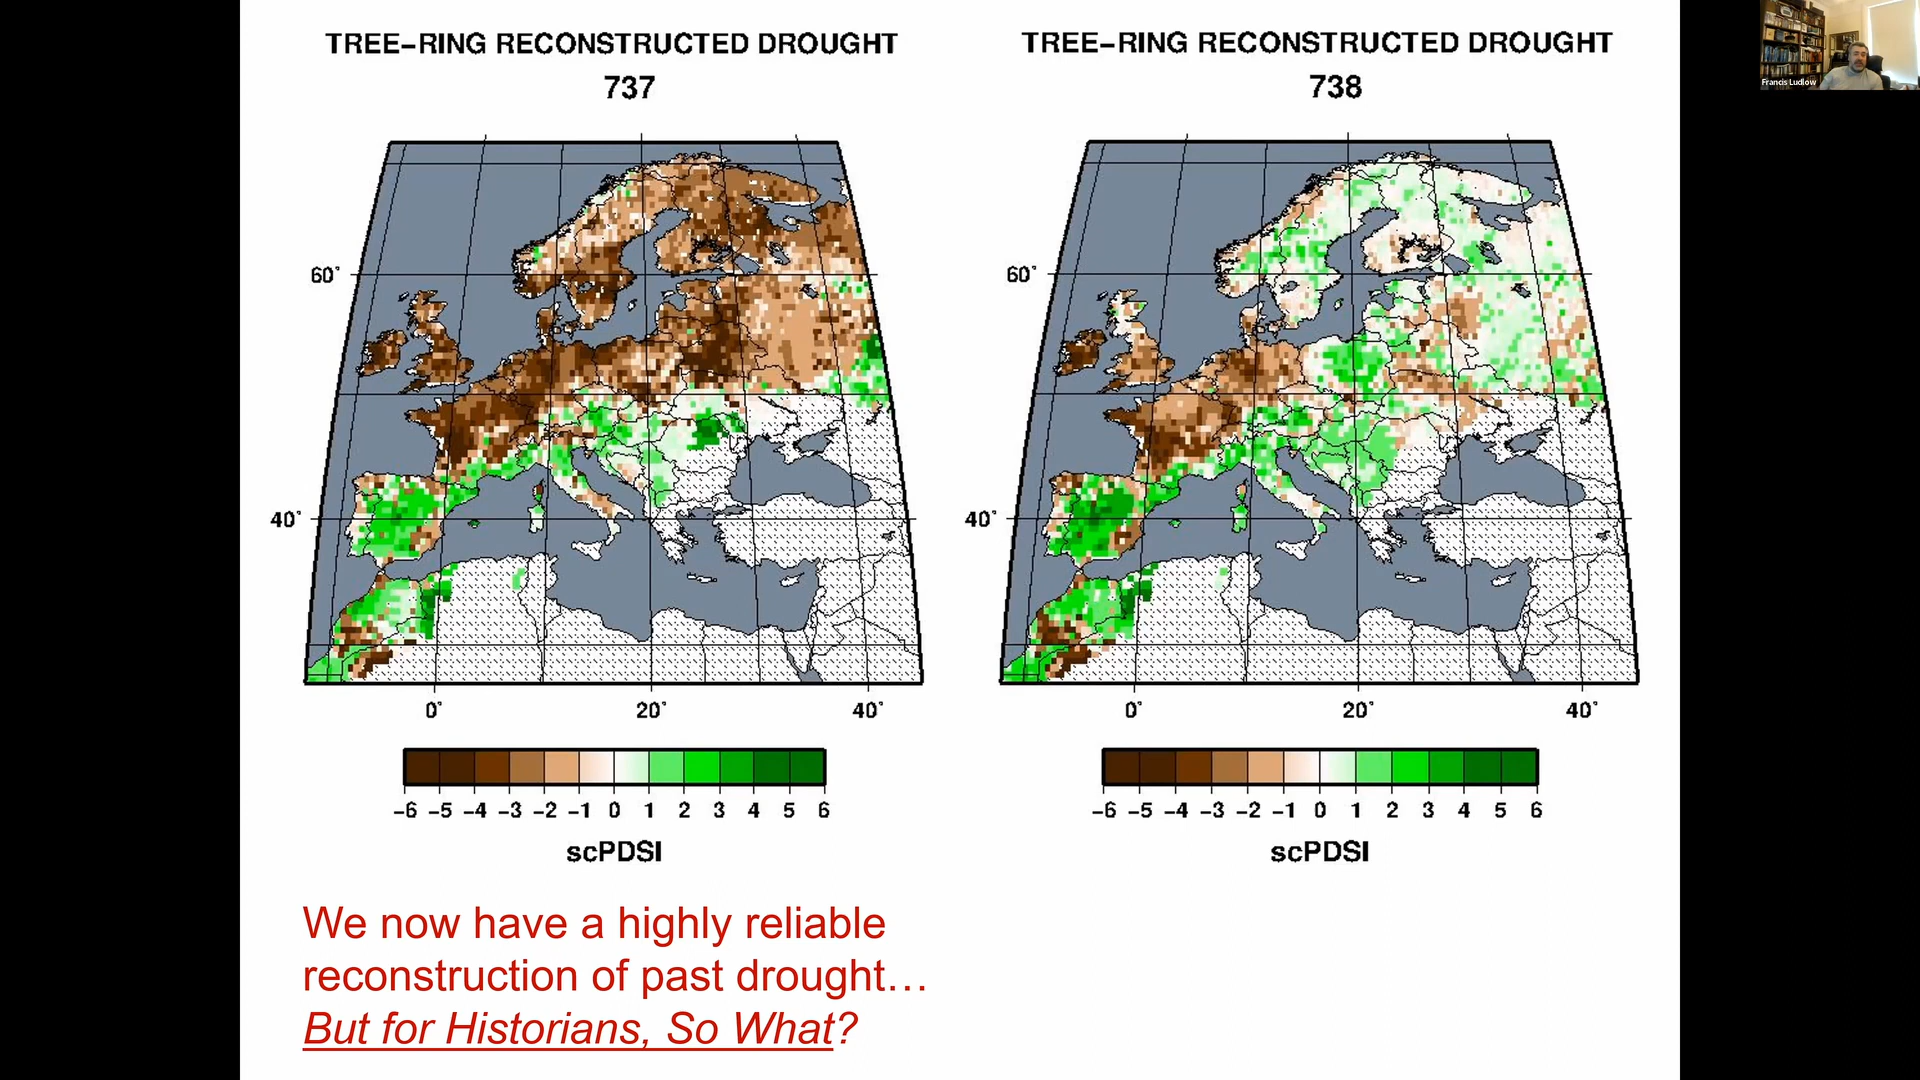 TREE-RING RECONSTRUCTED DROUGHT
737
60°
40°
0°
20°
40°
-6 -5 -4 -3 -2 -1 0 1 2 3 4 5 6
scPDSI
TREE-RING RECONSTRUCTED DROUGHT
738
60°
40°
0°
20°
40°
-6 -5 -4 -3 -2 -1 0 1 2 3 4 5 6
scPDSI
We now have a highly reliable
reconstruction of past drought…
But for Historians, So What?
Francis Ludlow